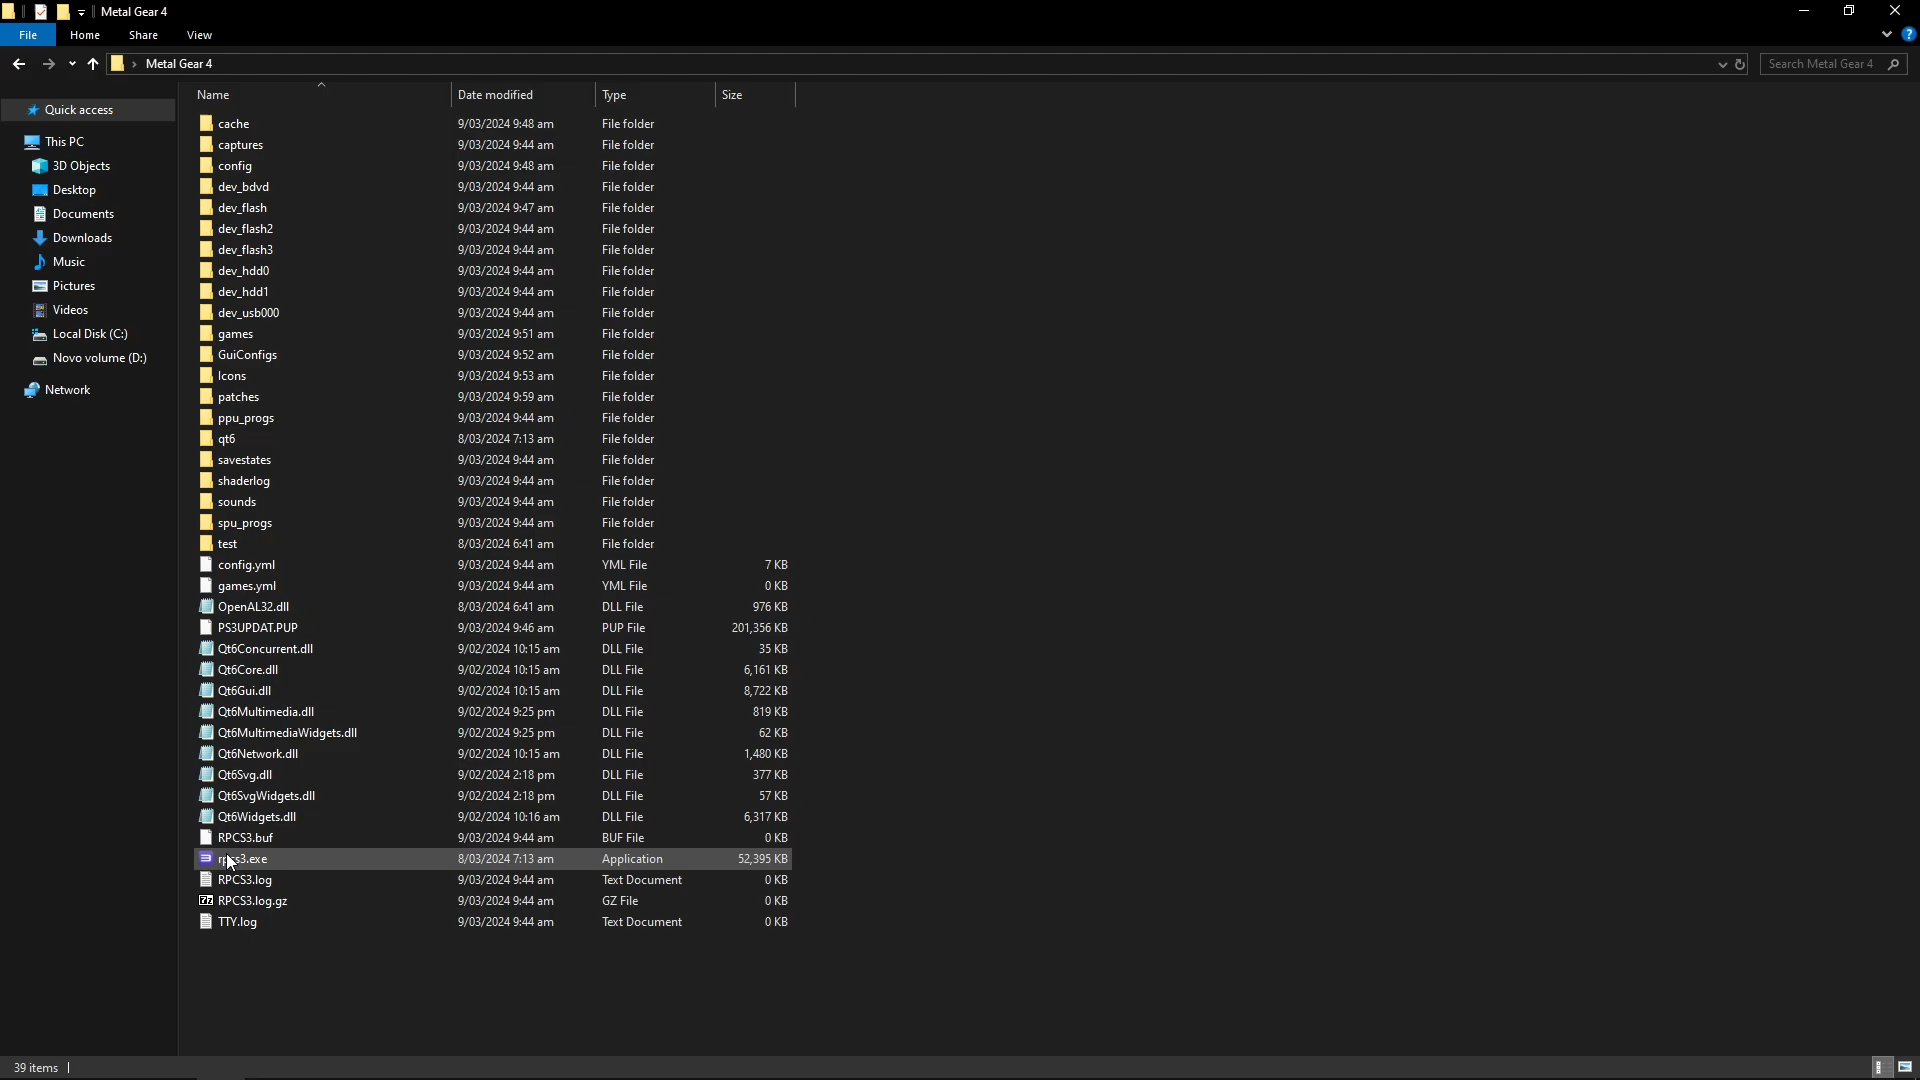 Metal Gear 4
File Home Share View
Metal Gear 4 Search Metal Gear 4
Name Date modified Type Size
Quick access
This PC
3D Objects
Desktop
Documents
Downloads
Music
Pictures
Videos
Local Disk (C:)
Novo volume (D:)
Network
cache 9/03/2024 9:48 am File folder
captures 9/03/2024 9:44 am File folder
config 9/03/2024 9:48 am File folder
dev_bdvd 9/03/2024 9:44 am File folder
dev_flash 9/03/2024 9:47 am File folder
dev_flash2 9/03/2024 9:44 am File folder
dev_flash3 9/03/2024 9:44 am File folder
dev_hdd0 9/03/2024 9:44 am File folder
dev_hdd1 9/03/2024 9:44 am File folder
dev_usb000 9/03/2024 9:44 am File folder
games 9/03/2024 9:51 am File folder
GuiConfigs 9/03/2024 9:52 am File folder
Icons 9/03/2024 9:53 am File folder
patches 9/03/2024 9:59 am File folder
ppu_progs 9/03/2024 9:44 am File folder
qt6 8/03/2024 7:13 am File folder
savestates 9/03/2024 9:44 am File folder
shaderlog 9/03/2024 9:44 am File folder
sounds 9/03/2024 9:44 am File folder
spu_progs 9/03/2024 9:44 am File folder
test 8/03/2024 6:41 am File folder
config.yml 9/03/2024 9:44 am YML File 7 KB
games.yml 9/03/2024 9:44 am YML File 0 KB
OpenAL32.dll 8/03/2024 6:41 am DLL File 976 KB
PS3UPDAT.PUP 9/03/2024 9:46 am PUP File 201,356 KB
Qt6Concurrent.dll 9/02/2024 10:15 am DLL File 35 KB
Qt6Core.dll 9/02/2024 10:15 am DLL File 6,161 KB
Qt6Gui.dll 9/02/2024 10:15 am DLL File 8,722 KB
Qt6Multimedia.dll 9/02/2024 9:25 pm DLL File 819 KB
Qt6MultimediaWidgets.dll 9/02/2024 9:25 pm DLL File 62 KB
Qt6Network.dll 9/02/2024 10:15 am DLL File 1,480 KB
Qt6Svg.dll 9/02/2024 2:18 pm DLL File 377 KB
Qt6SvgWidgets.dll 9/02/2024 2:18 pm DLL File 57 KB
Qt6Widgets.dll 9/02/2024 10:16 am DLL File 6,317 KB
RPCS3.buf 9/03/2024 9:44 am BUF File 0 KB
rpcs3.exe 8/03/2024 7:13 am Application 52,395 KB
RPCS3.log 9/03/2024 9:44 am Text Document 0 KB
RPCS3.log.gz 9/03/2024 9:44 am GZ File 0 KB
TTY.log 9/03/2024 9:44 am Text Document 0 KB
39 items